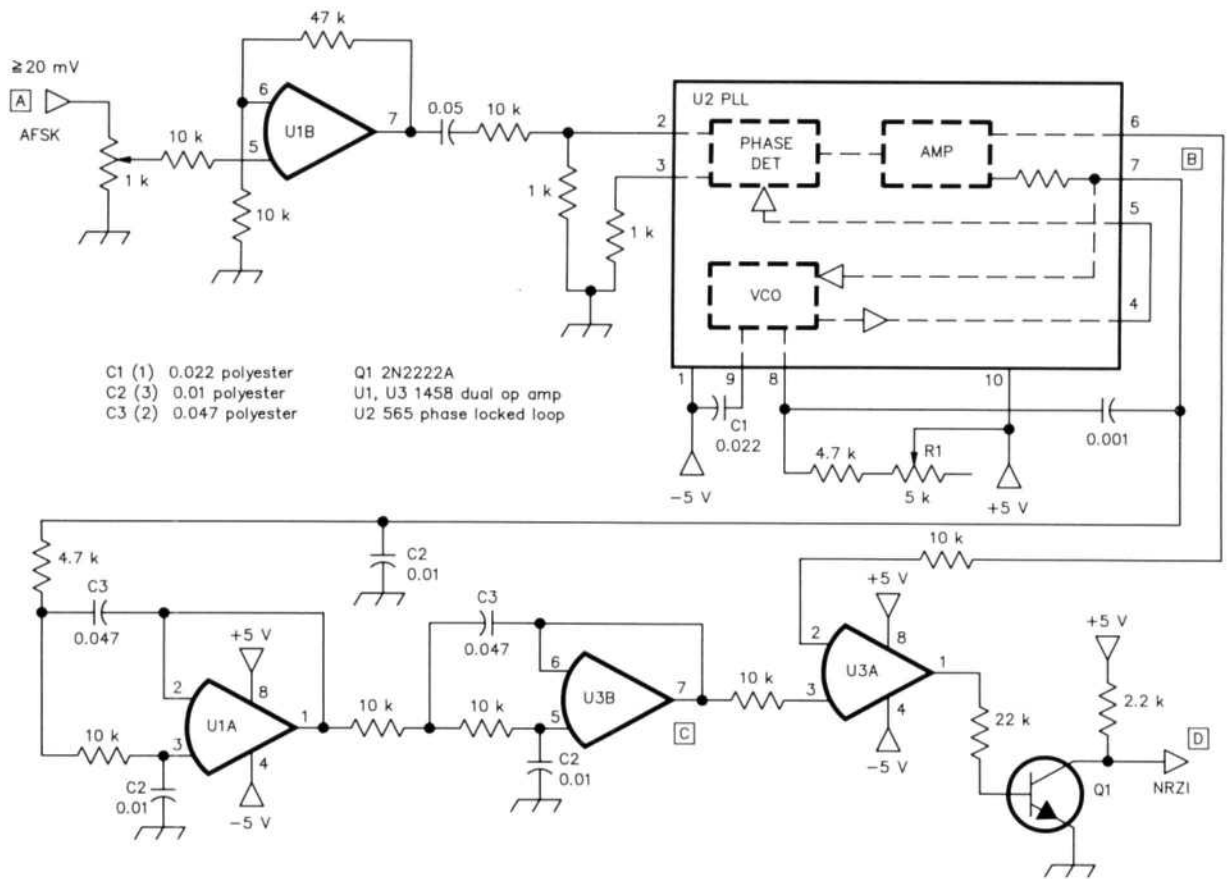 47 k
≧20 mV
A
AFSK
6
U1B
7
5
10 k
1 k
10 k
0.05
10 k
1 k
1 k
U2 PLL
2
3
PHASE
DET
AMP
6
B
7
5
4
VCO
1
9
8
10
C1
0.022
-5 V
4.7 k
R1
5 k
+5 V
0.001
C1 (1) 0.022 polyester
C2 (3) 0.01 polyester
C3 (2) 0.047 polyester
Q1 2N2222A
U1, U3 1458 dual op amp
U2 565 phase locked loop
4.7 k
C3
0.047
C2
0.01
+5 V
2
8
U1A
1
3
4
10 k
C2
0.01
-5 V
10 k
C3
0.047
10 k
6
U3B
7
5
C2
0.01
C
10 k
10 k
+5 V
2
8
U3A
1
3
4
-5 V
22 k
+5 V
2.2 k
D
NRZI
Q1